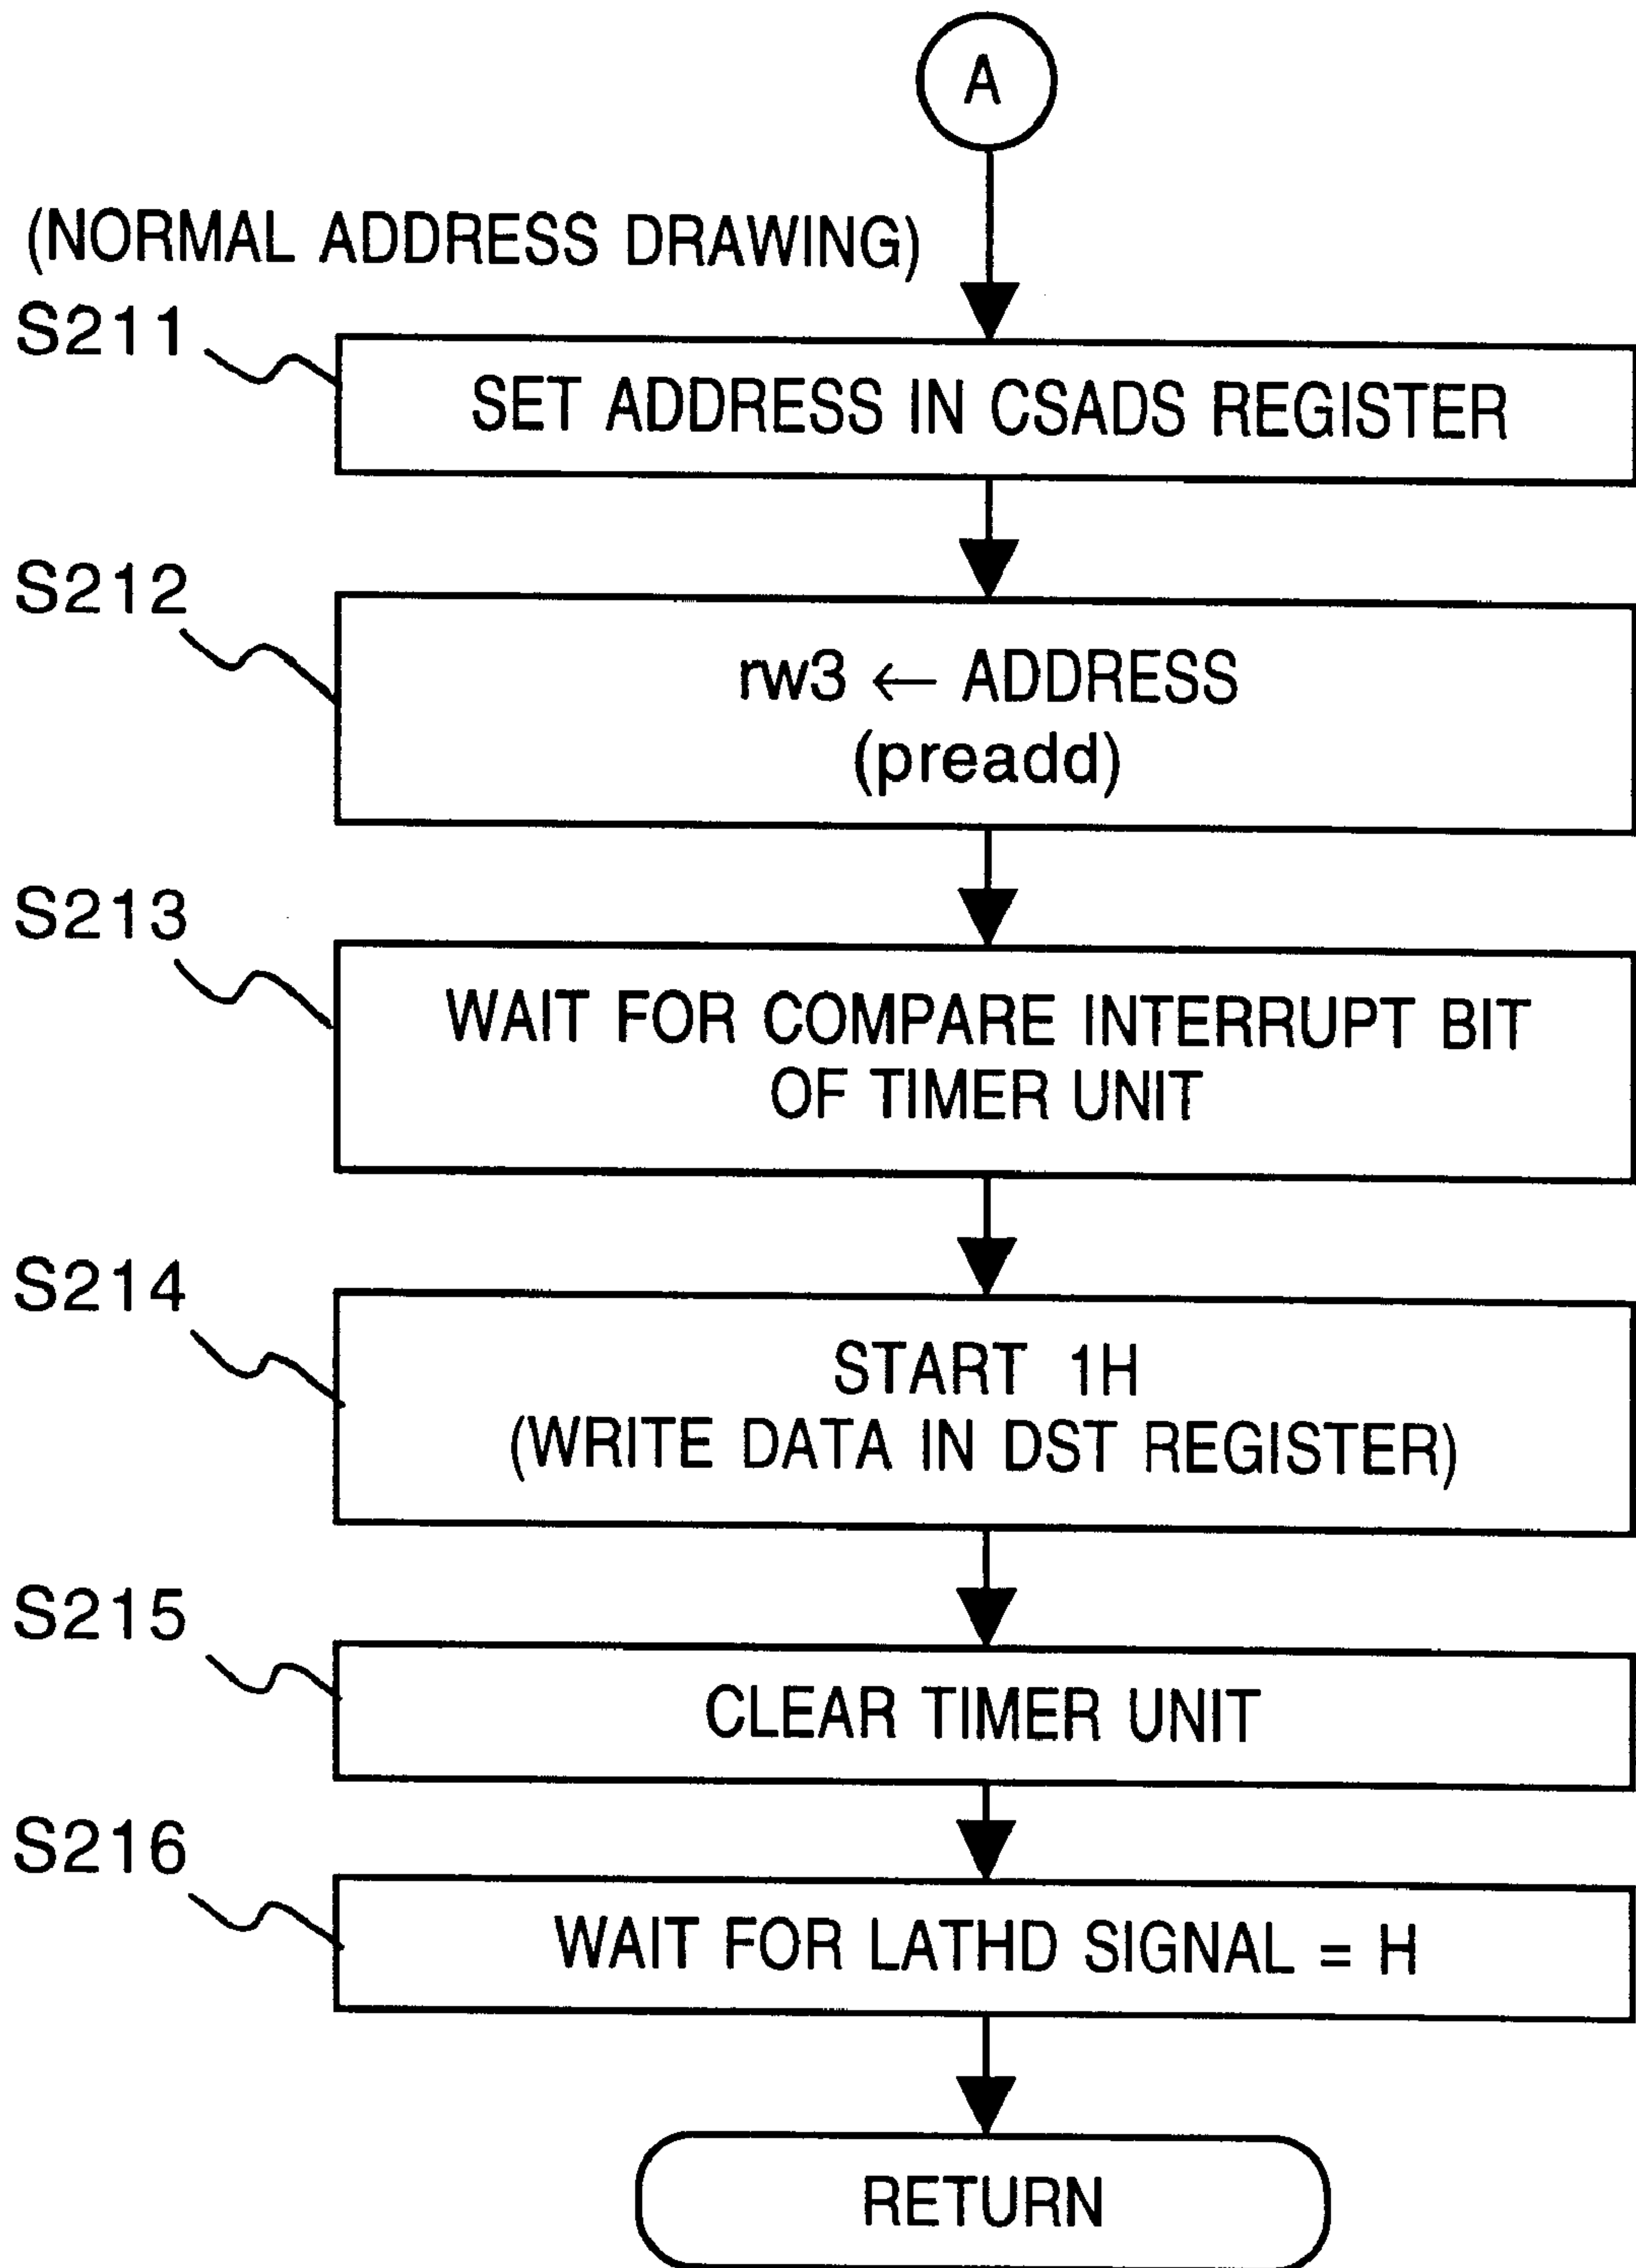 A
(NORMAL ADDRESS DRAWING)
S211
SET ADDRESS IN CSADS REGISTER
S212
rw3 ← ADDRESS
(preadd)
S213
WAIT FOR COMPARE INTERRUPT BIT
OF TIMER UNIT
S214
START 1H
(WRITE DATA IN DST REGISTER)
S215
CLEAR TIMER UNIT
S216
WAIT FOR LATHD SIGNAL = H
RETURN